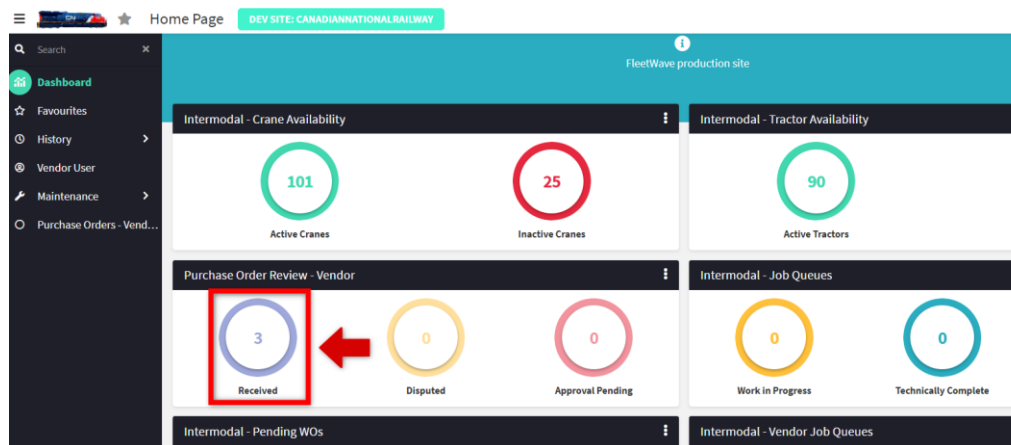 CN
Home Page
DEV SITE: CANADIANNATIONALRAILWAY
Search
Dashboard
Favourites
History
Vendor User
Maintenance
Purchase Orders - Vend...
FleetWave production site
Intermodal - Crane Availability
101
Active Cranes
25
Inactive Cranes
Intermodal - Tractor Availability
90
Active Tractors
Purchase Order Review - Vendor
3
Received
0
Disputed
0
Approval Pending
Intermodal - Job Queues
0
Work in Progress
0
Technically Complete
Intermodal - Pending WOs
Intermodal - Vendor Job Queues